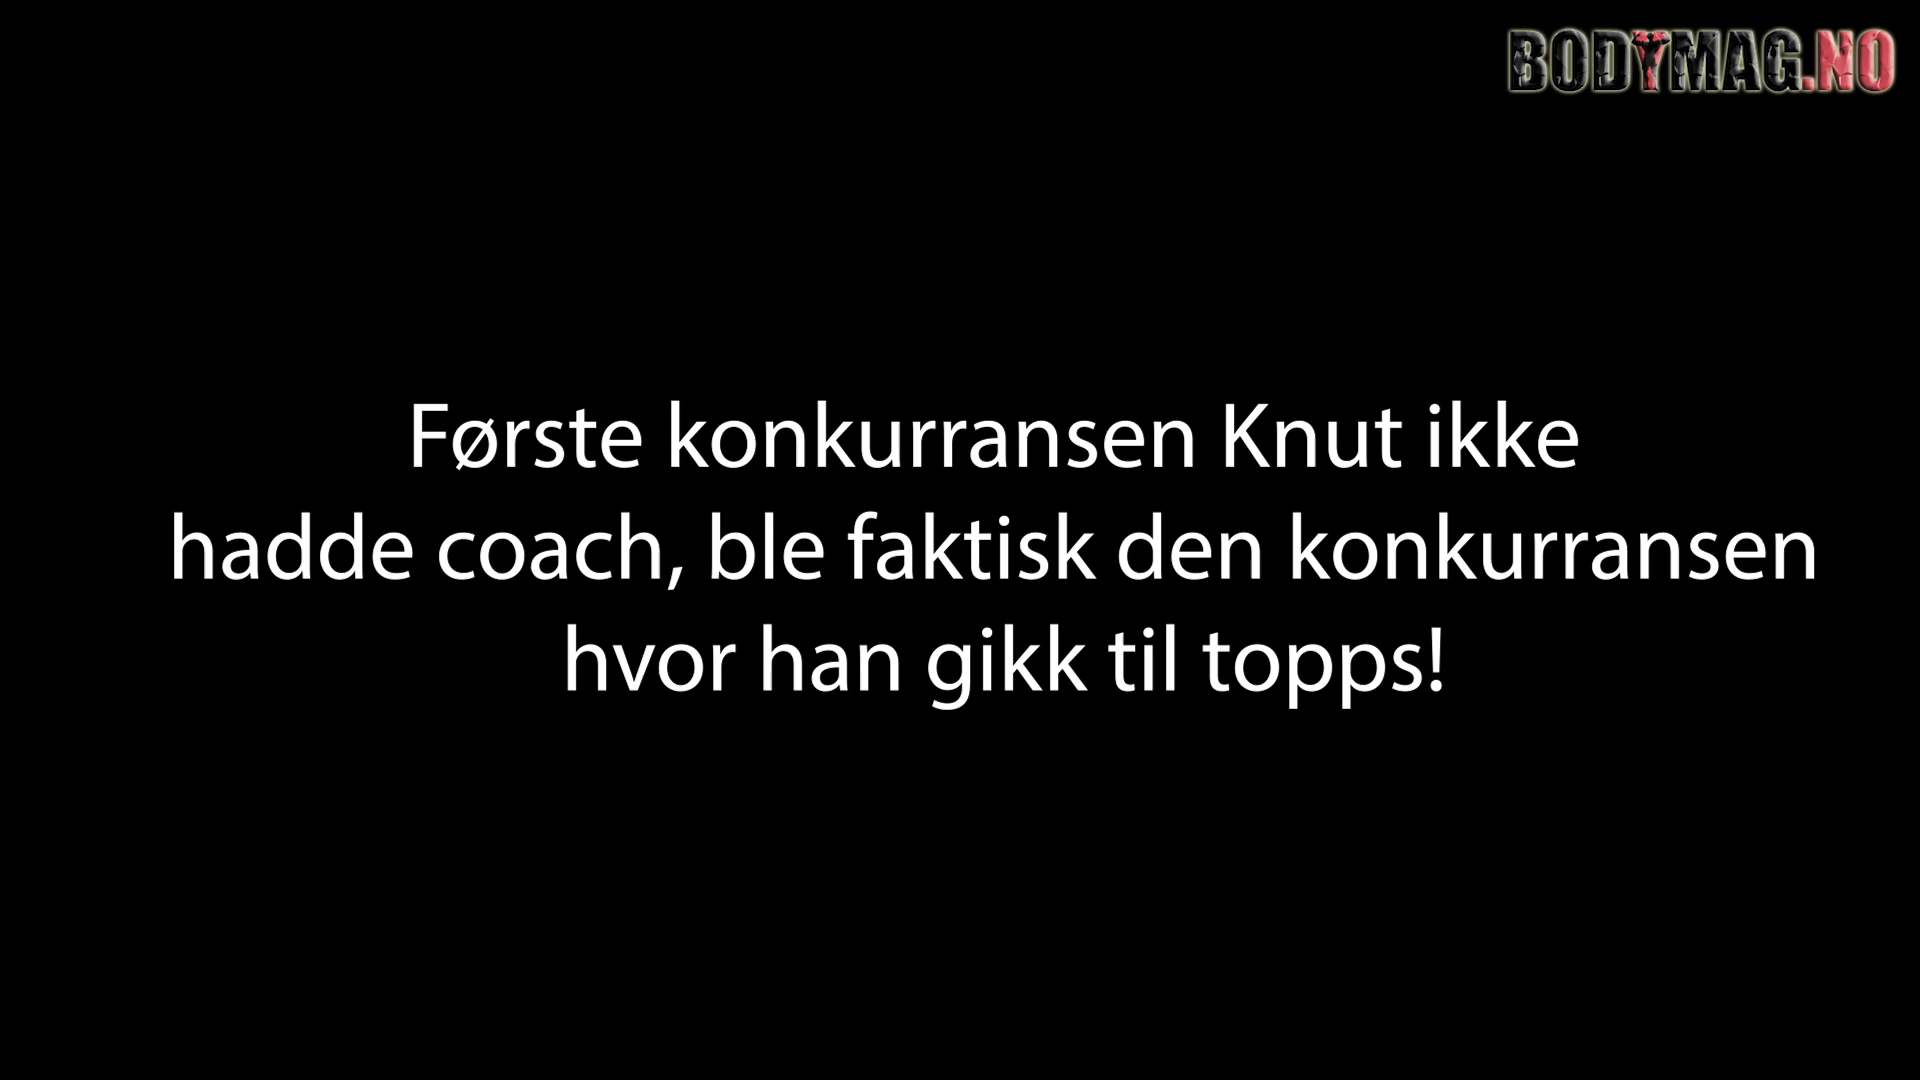 BODYMAG.NO
Første konkurransen Knut ikke
hadde coach, ble faktisk den konkurransen
hvor han gikk til topps!